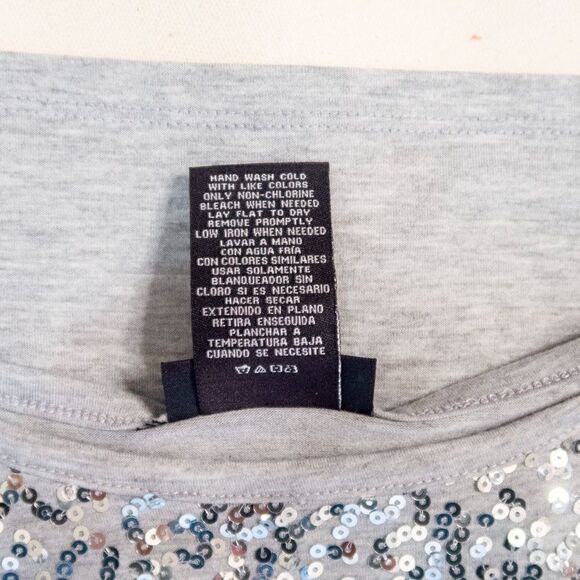 HAND WASH COLD
WITH LIKE COLORS
ONLY NON-CHLORINE
BLEACH WHEN NEEDED
LAY FLAT TO DRY
REMOVE PROMPTLY
LOW IRON WHEN NEEDED
LAVAR A MANO
CON AGUA FRÍA
CON COLORES SIMILARES
USAR SOLAMENTE
BLANQUEADOR SIN
CLORO SI ES NECESARIO
HACER SECAR
EXTENDIDO EN PLANO
RETIRA ENSEGUIDA
PLANCHAR A
TEMPERATURA BAJA
CUANDO SE NECESITE